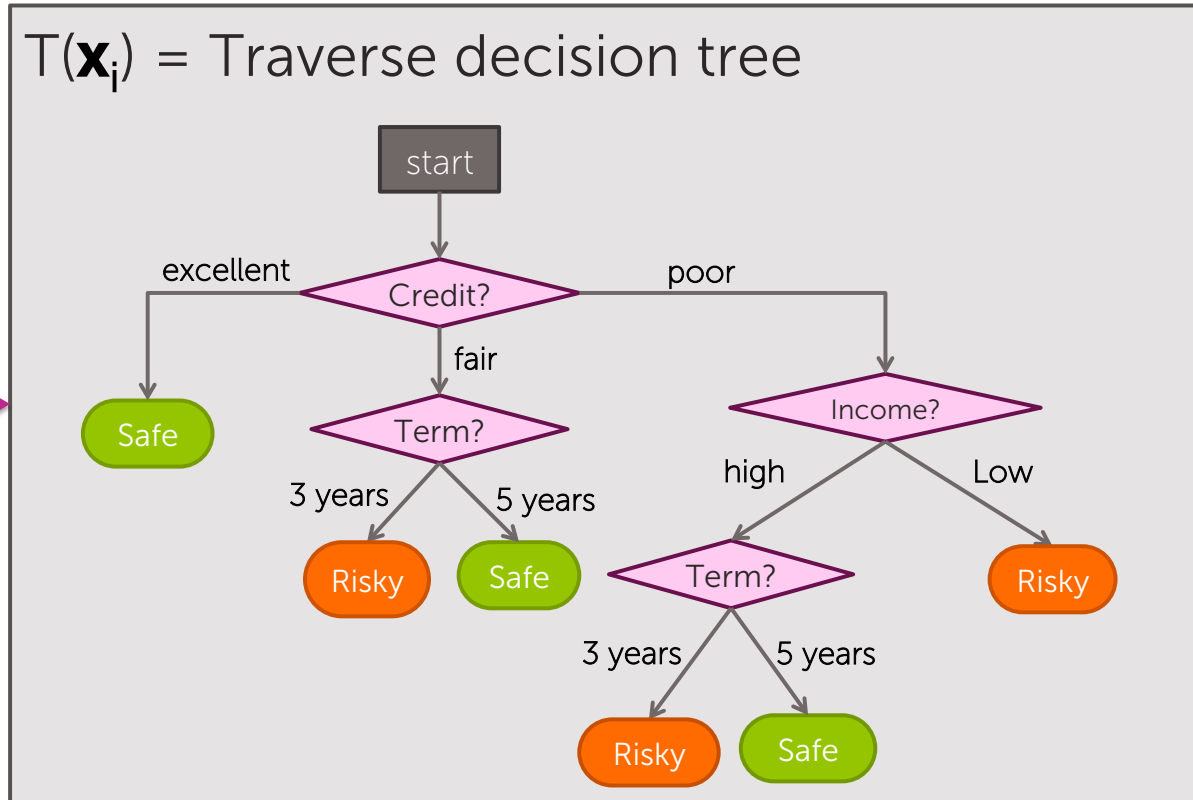 T(xi) = Traverse decision tree
start
excellent
poor
Credit?
fair
Safe
Term?
Income?
3 years
5 years
high
Low
Risky
Safe
Term?
Risky
3 years
5 years
Risky
Safe